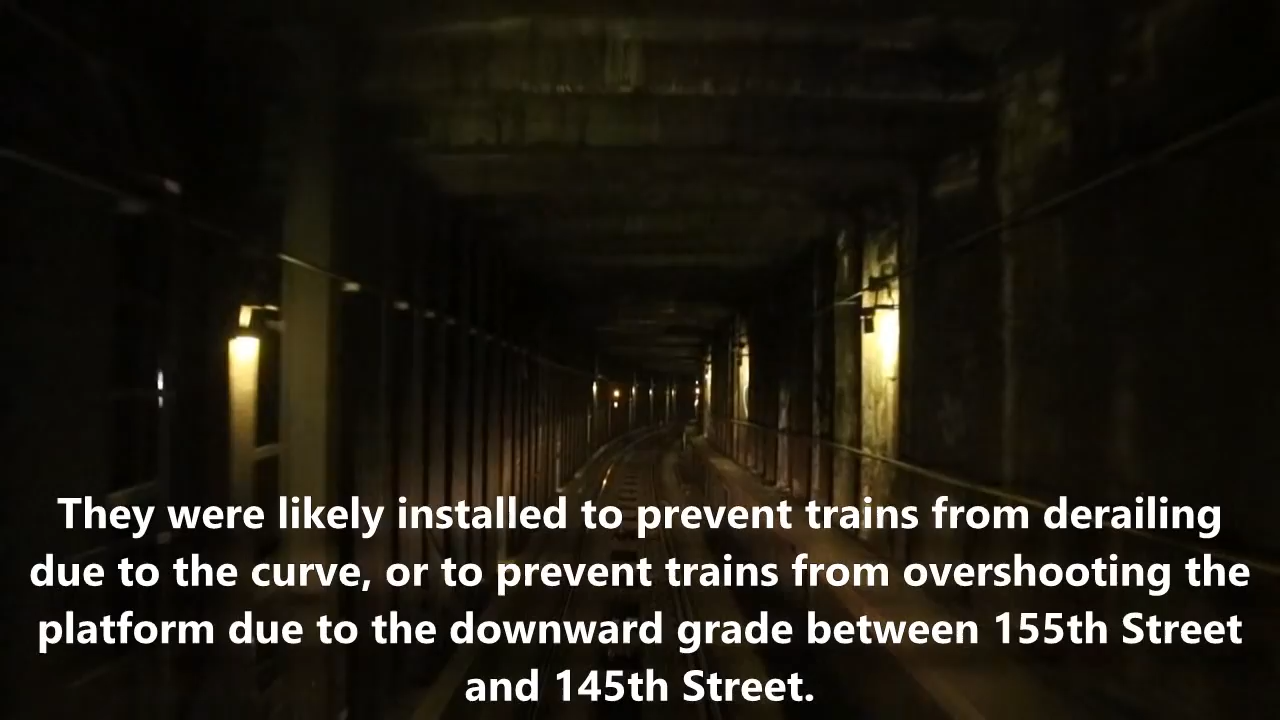 They were likely installed to prevent trains from derailing
due to the curve, or to prevent trains from overshooting the
platform due to the downward grade between 155th Street
and 145th Street.